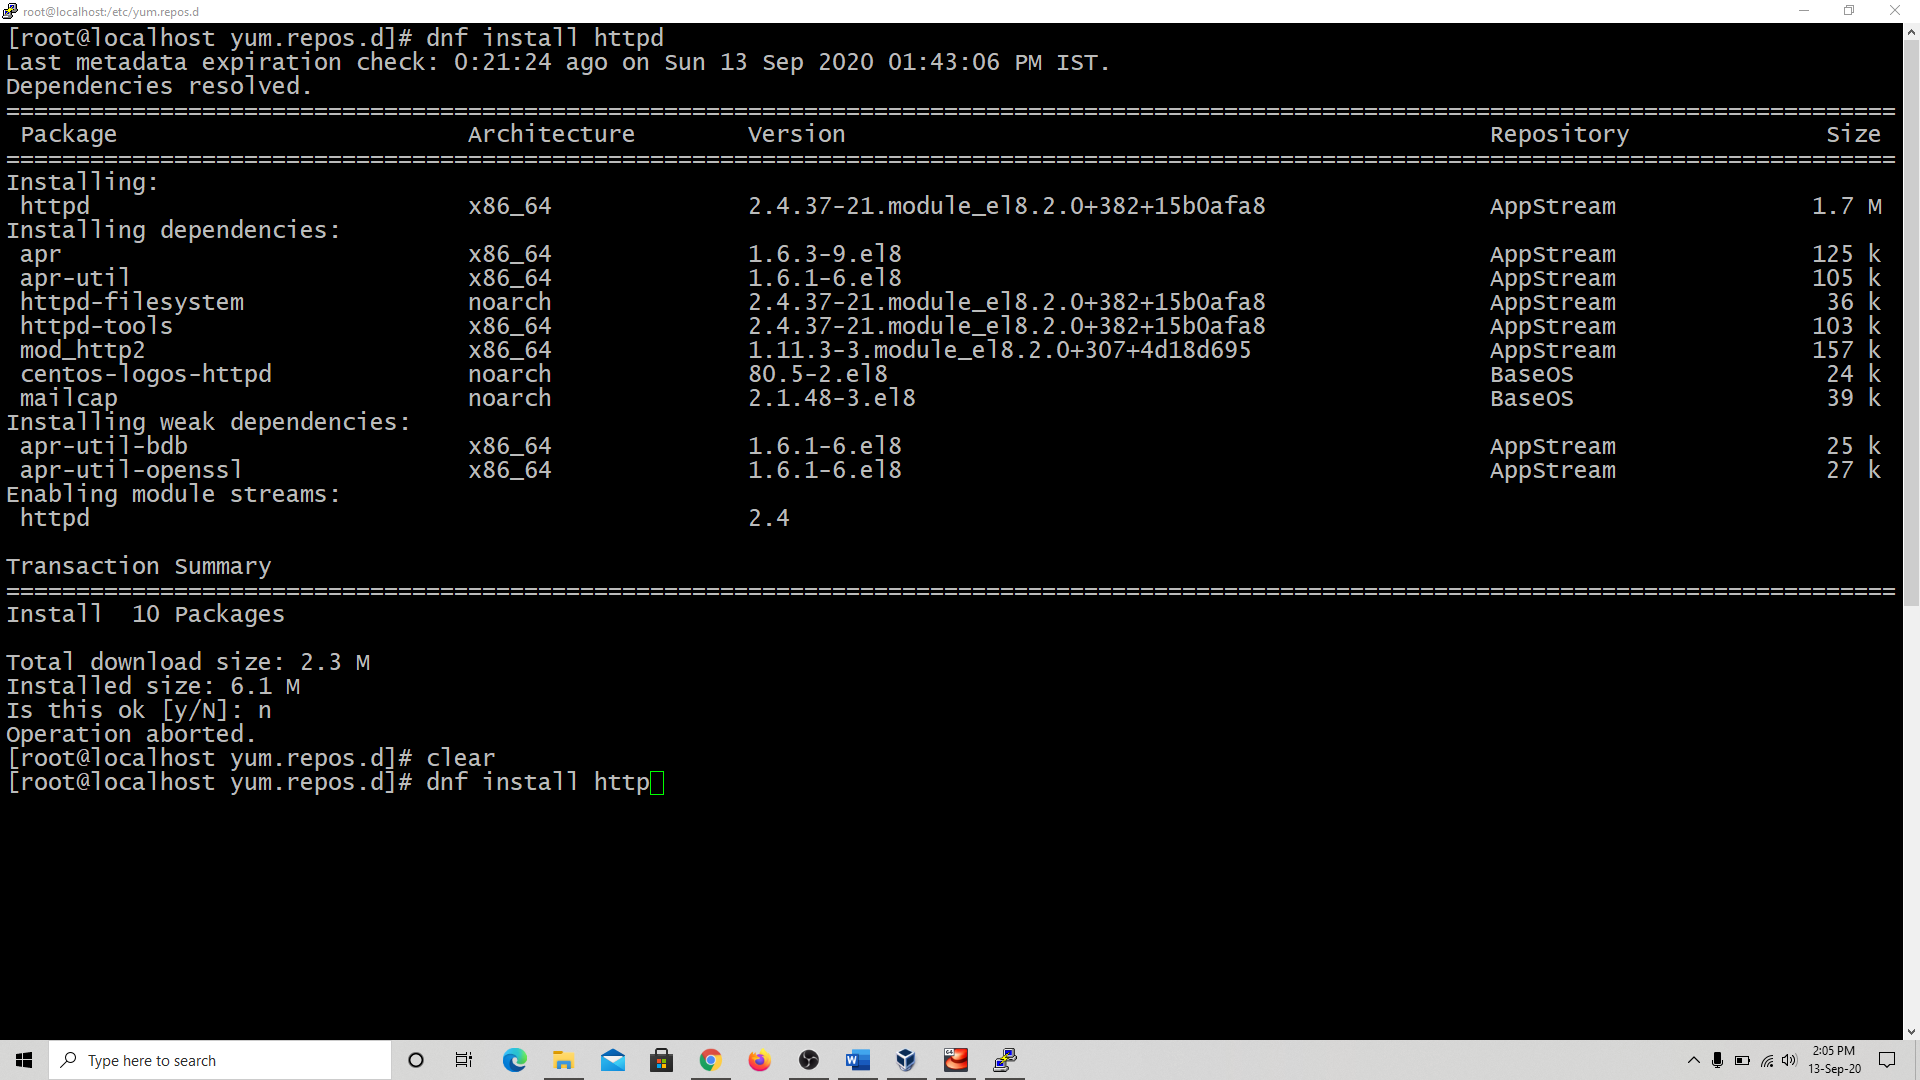 root@localhost:/etc/yum.repos.d
[root@localhost yum.repos.d]# dnf install httpd
Last metadata expiration check: 0:21:24 ago on Sun 13 Sep 2020 01:43:06 PM IST.
Dependencies resolved.
Package Architecture Version Repository Size
Installing:
httpd x86_64 2.4.37-21.module_el8.2.0+382+15b0afa8 AppStream 1.7 M
Installing dependencies:
apr x86_64 1.6.3-9.el8 AppStream 125 k
apr-util x86_64 1.6.1-6.el8 AppStream 105 k
httpd-filesystem noarch 2.4.37-21.module_el8.2.0+382+15b0afa8 AppStream 36 k
httpd-tools x86_64 2.4.37-21.module_el8.2.0+382+15b0afa8 AppStream 103 k
mod_http2 x86_64 1.11.3-3.module_el8.2.0+307+4d18d695 AppStream 157 k
centos-logos-httpd noarch 80.5-2.el8 BaseOS 24 k
mailcap noarch 2.1.48-3.el8 BaseOS 39 k
Installing weak dependencies:
apr-util-bdb x86_64 1.6.1-6.el8 AppStream 25 k
apr-util-openssl x86_64 1.6.1-6.el8 AppStream 27 k
Enabling module streams:
httpd 2.4
Transaction Summary
Install 10 Packages
Total download size: 2.3 M
Installed size: 6.1 M
Is this ok [y/N]: n
Operation aborted.
[root@localhost yum.repos.d]# clear
[root@localhost yum.repos.d]# dnf install http
Type here to search
2:05 PM
13-Sep-20